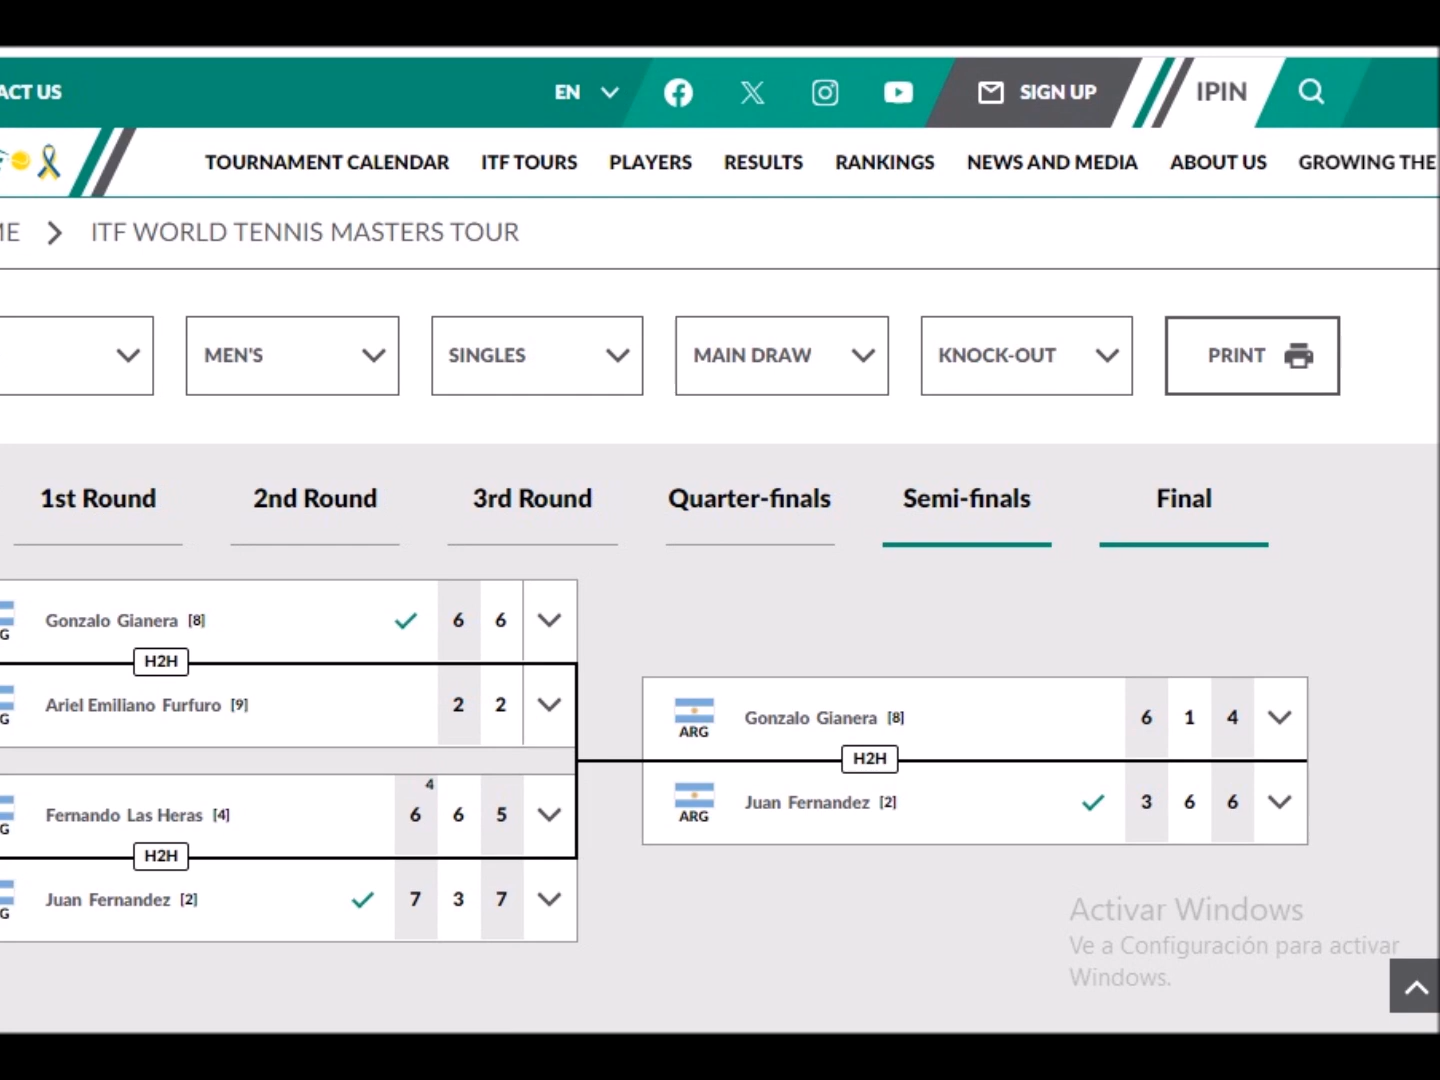 ACT US
EN
SIGN UP
IPIN
TOURNAMENT CALENDAR ITF TOURS PLAYERS RESULTS RANKINGS NEWS AND MEDIA ABOUT US GROWING THE
ME > ITF WORLD TENNIS MASTERS TOUR
MEN'S
SINGLES
MAIN DRAW
KNOCK-OUT
PRINT
1st Round 2nd Round 3rd Round Quarter-finals Semi-finals Final
Gonzalo Gianera [8] 6 6
H2H
G
Ariel Emiliano Furfuro [9] 2 2
G
Fernando Las Heras [4] 6 4 6 5
G
H2H
Juan Fernandez [2] 7 3 7
G
Gonzalo Gianera [8] 6 1 4
ARG
H2H
Juan Fernandez [2] 3 6 6
ARG
Activar Windows
Ve a Configuración para activar
Windows.